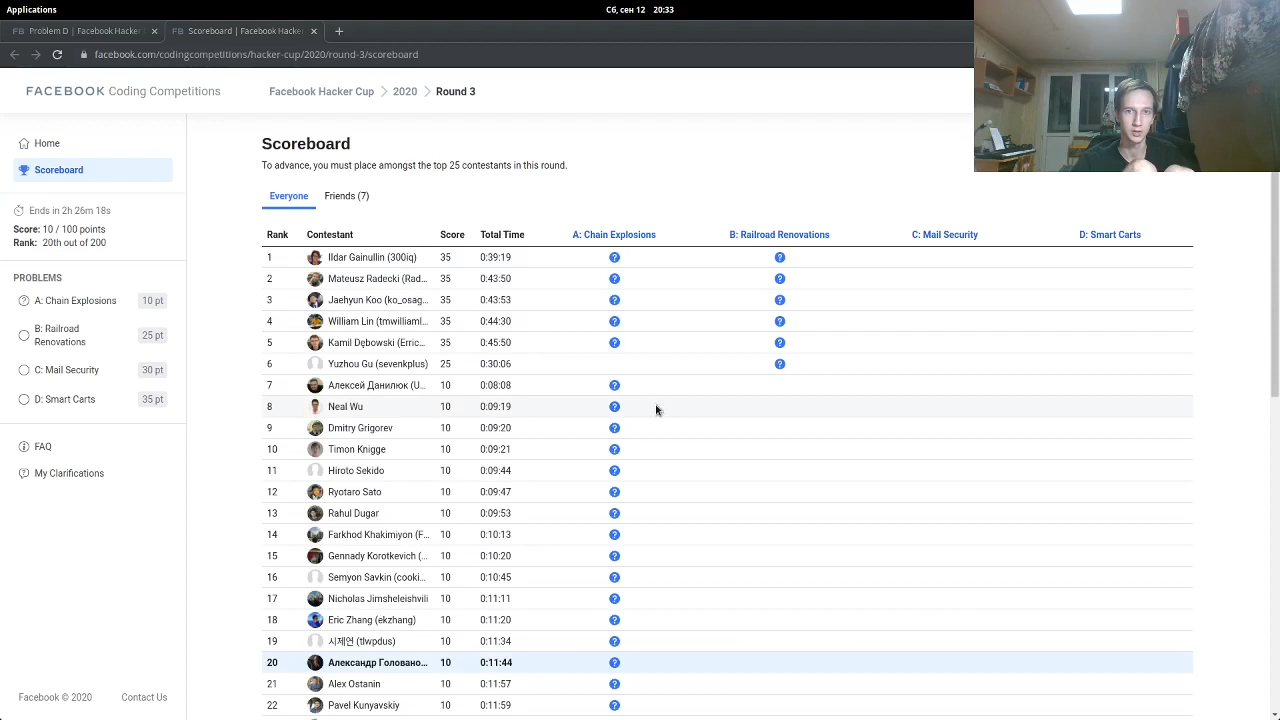 Applications
Сб, сен 12 20:33
Problem D | Facebook Hacker
Scoreboard | Facebook Hacker
facebook.com/codingcompetitions/hacker-cup/2020/round-3/scoreboard
FACEBOOK Coding Competitions
Facebook Hacker Cup > 2020 > Round 3
Home
Scoreboard
Ends in 2h 26m 18s
Score: 10 / 100 points
Rank: 20th out of 200
PROBLEMS
A: Chain Explosions 10 pt
B: Railroad
Renovations 25 pt
C: Mail Security 30 pt
D: Smart Carts 35 pt
FAQ
My Clarifications
Facebook © 2020 Contact Us
Scoreboard
To advance, you must place amongst the top 25 contestants in this round.
Everyone Friends (7)
Rank Contestant Score Total Time A: Chain Explosions B: Railroad Renovations C: Mail Security D: Smart Carts
1 Ildar Gainullin (300iq) 35 0:39:19 ? ?
2 Mateusz Radecki (Rad... 35 0:43:50 ? ?
3 Jaehyun Koo (ko_osag... 35 0:43:53 ? ?
4 William Lin (tmwilliaml... 35 0:44:30 ? ?
5 Kamil Dębowski (Erric... 35 0:45:50 ? ?
6 Yuzhou Gu (sevenkplus) 25 0:30:06 ?
7 Алексей Данилюк (U... 10 0:08:08 ?
8 Neal Wu 10 0:09:19 ?
9 Dmitry Grigorev 10 0:09:20 ?
10 Timon Knigge 10 0:09:21 ?
11 Hiroto Sekido 10 0:09:44 ?
12 Ryotaro Sato 10 0:09:47 ?
13 Rahul Dugar 10 0:09:53 ?
14 Farkhod Khakimiyon (F... 10 0:10:13 ?
15 Gennady Korotkevich (... 10 0:10:20 ?
16 Semyon Savkin (cooki... 10 0:10:45 ?
17 Nicholas Jimsheleishvili 10 0:11:11 ?
18 Eric Zhang (ekzhang) 10 0:11:20 ?
19 시제연 (tlwpdus) 10 0:11:34 ?
20 Александр Голована... 10 0:11:44 ?
21 Alex Ostanin 10 0:11:57 ?
22 Pavel Kunyavskiy 10 0:11:59 ?